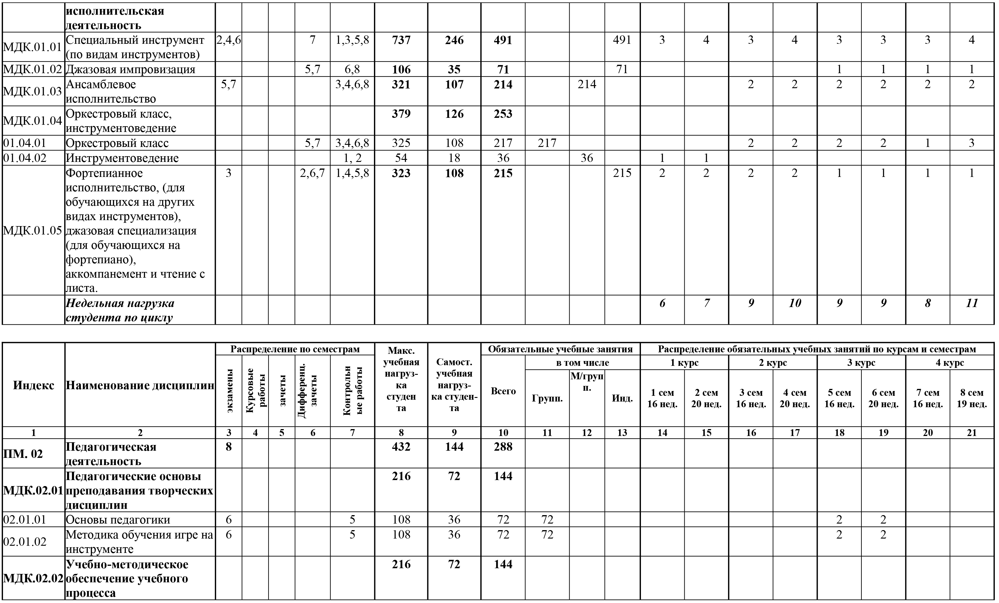 исполнительская
деятельность
МДК.01.01 Специальный инструмент (по видам инструментов) 2,4,6 7 1,3,5,8 737 246 491 491 3 4 3 4 3 3 3 4
МДК.01.02 Джазовая импровизация 5,7 6,8 106 35 71 71 1 1 1 1
МДК.01.03 Ансамблевое исполнительство 5,7 3,4,6,8 321 107 214 214 2 2 2 2 2 2
МДК.01.04 Оркестровый класс, инструментоведение 379 126 253
01.04.01 Оркестровый класс 5,7 3,4,6,8 325 108 217 217 2 2 2 2 1 3
01.04.02 Инструментоведение 1, 2 54 18 36 36 1 1
МДК.01.05 Фортепианное 3 2,6,7 1,4,5,8 323 108 215 215 2 2 2 2 1 1 1 1
исполнительство, (для
обучающихся на других
видах инструментов),
джазовая специализация
(для обучающихся на
фортепиано),
аккомпанемент и чтение с
листа.
Недельная нагрузка студента по циклу 6 7 9 10 9 9 8 11
Индекс Наименование дисциплин
Распределение по семестрам
экзамены
Курсовые работы
зачеты
Дифференц. зачеты
Контрольн ые работы
Макс.
учебная
нагруз-
ка
студен
та
Самост.
учебная
нагруз-
ка студен-
та
Обязательные учебные занятия
Всего
в том числе
Групп.
М/груп
п.
Инд.
Распределение обязательных учебных занятий по курсам и семестрам
1 курс 2 курс 3 курс 4 курс
1 сем 2 сем 3 сем 4 сем 5 сем 6 сем 7 сем 8 сем
16 нед. 20 нед. 16 нед. 20 нед. 16 нед. 20 нед. 16 нед. 19 нед.
1 2 3 4 5 6 7 8 9 10 11 12 13 14 15 16 17 18 19 20 21
ПМ. 02 Педагогическая деятельность 8 432 144 288
МДК.02.01 Педагогические основы преподавания творческих дисциплин 216 72 144
02.01.01 Основы педагогики 6 5 108 36 72 72 2 2
02.01.02 Методика обучения игре на инструменте 6 5 108 36 72 72 2 2
МДК.02.02 Учебно-методическое обеспечение учебного процесса 216 72 144